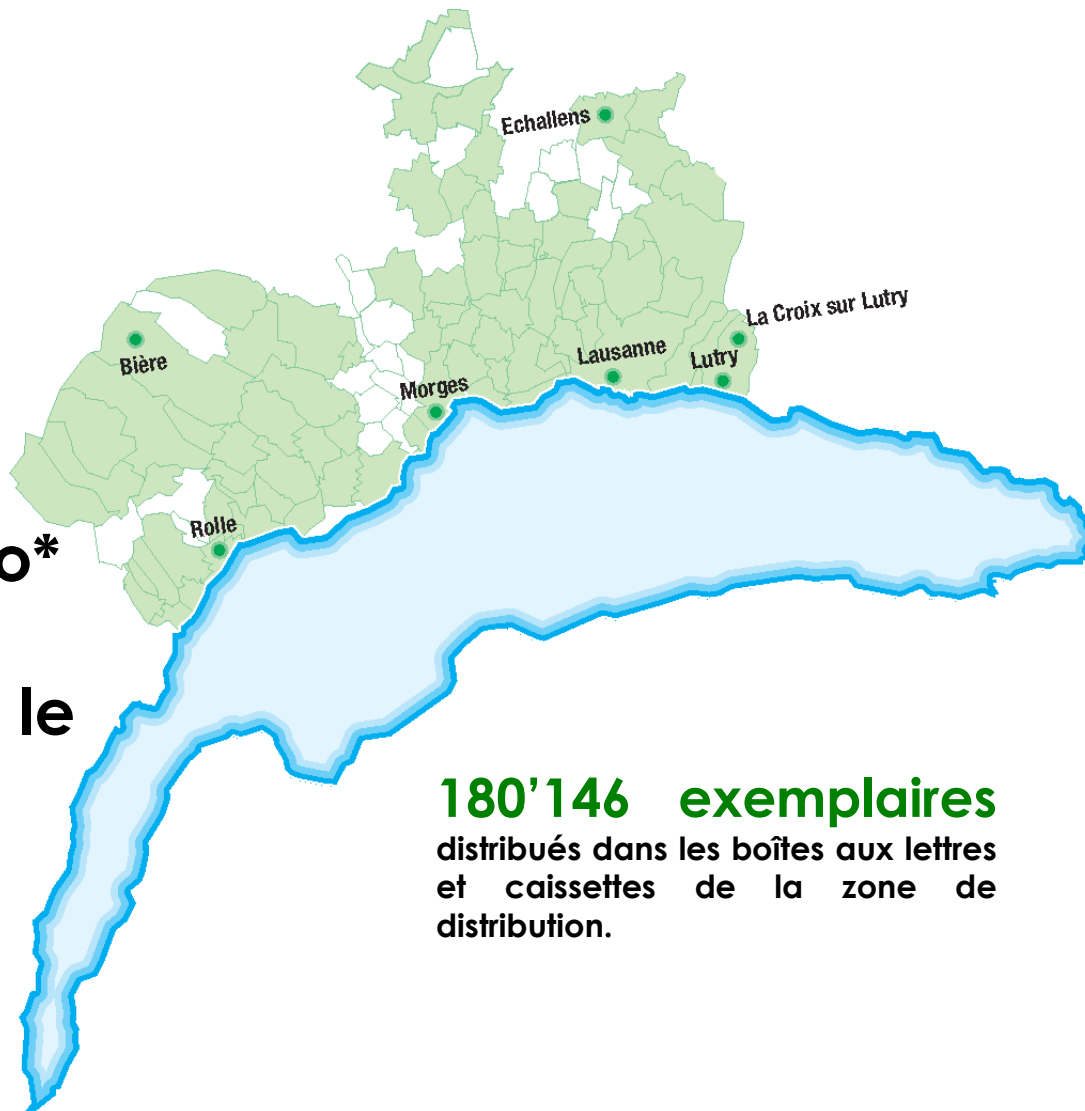 Echallens
La Croix sur Lutry
Bière
Lausanne
Lutry
Morges
Rolle
o*
le
180’146 exemplaires
distribués dans les boîtes aux lettres
et caissettes de la zone de
distribution.